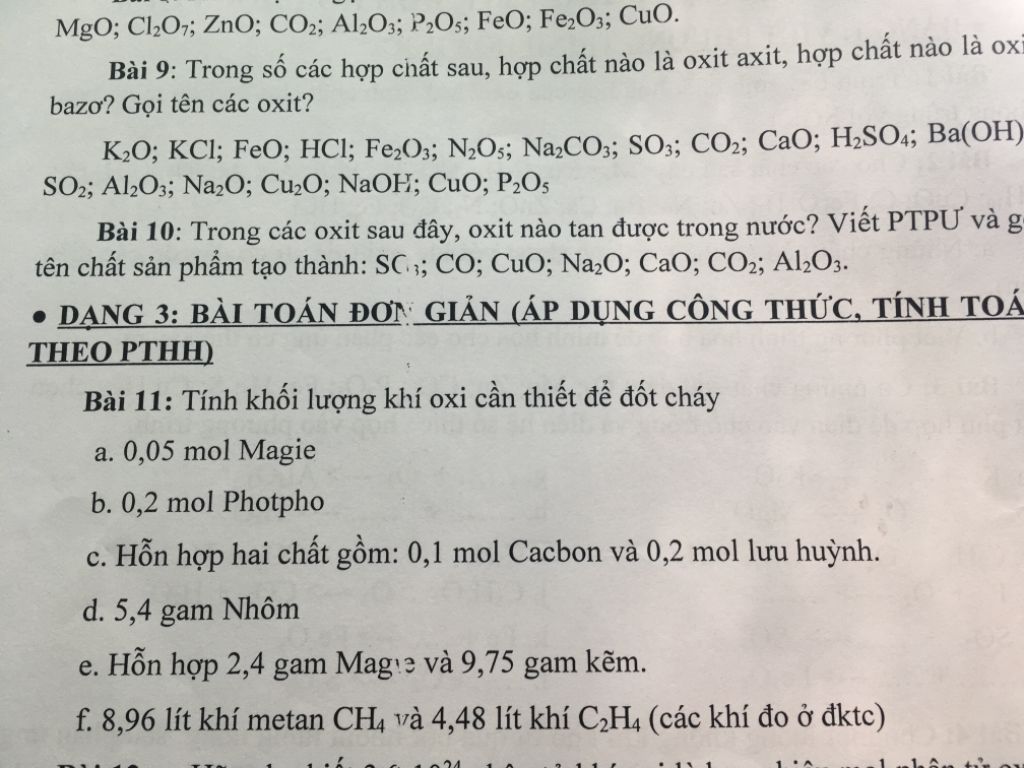 MgO; Cl₂O₇; ZnO; CO₂; Al₂O₃; P₂O₅; FeO; Fe₂O₃; CuO.
Bài 9: Trong số các hợp chất sau, hợp chất nào là oxit axit, hợp chất nào là oxi
bazơ? Gọi tên các oxit?
K₂O; KCl; FeO; HCl; Fe₂O₃; N₂O₅; Na₂CO₃; SO₃; CO₂; CaO; H₂SO₄; Ba(OH)
SO₂; Al₂O₃; Na₂O; Cu₂O; NaOH; CuO; P₂O₅
Bài 10: Trong các oxit sau đây, oxit nào tan được trong nước? Viết PTPƯ và g
tên chất sản phẩm tạo thành: SO₃; CO; CuO; Na₂O; CaO; CO₂; Al₂O₃.
• DẠNG 3: BÀI TOÁN ĐƠN GIẢN (ÁP DỤNG CÔNG THỨC, TÍNH TOÁ
THEO PTHH)
Bài 11: Tính khối lượng khí oxi cần thiết để đốt cháy
a. 0,05 mol Magie
b. 0,2 mol Photpho
c. Hỗn hợp hai chất gồm: 0,1 mol Cacbon và 0,2 mol lưu huỳnh.
d. 5,4 gam Nhôm
e. Hỗn hợp 2,4 gam Magie và 9,75 gam kẽm.
f. 8,96 lít khí metan CH₄ và 4,48 lít khí C₂H₄ (các khí đo ở đktc)